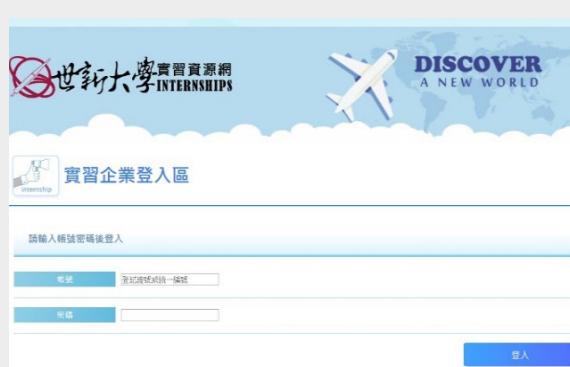 世新大學實習資源網
INTERNSHIPS
DISCOVER
A NEW WORLD
internship
實習企業登入區
請輸入帳號密碼後登入
帳號
密碼
登入